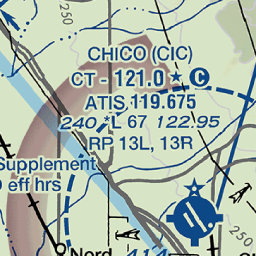 250
CHICO (CIC)
CT - 121.0 ★ C
ATIS 119.675
240 *L 67 122.95
RP 13L, 13R
Supplement
eff hrs
250
Nord
414